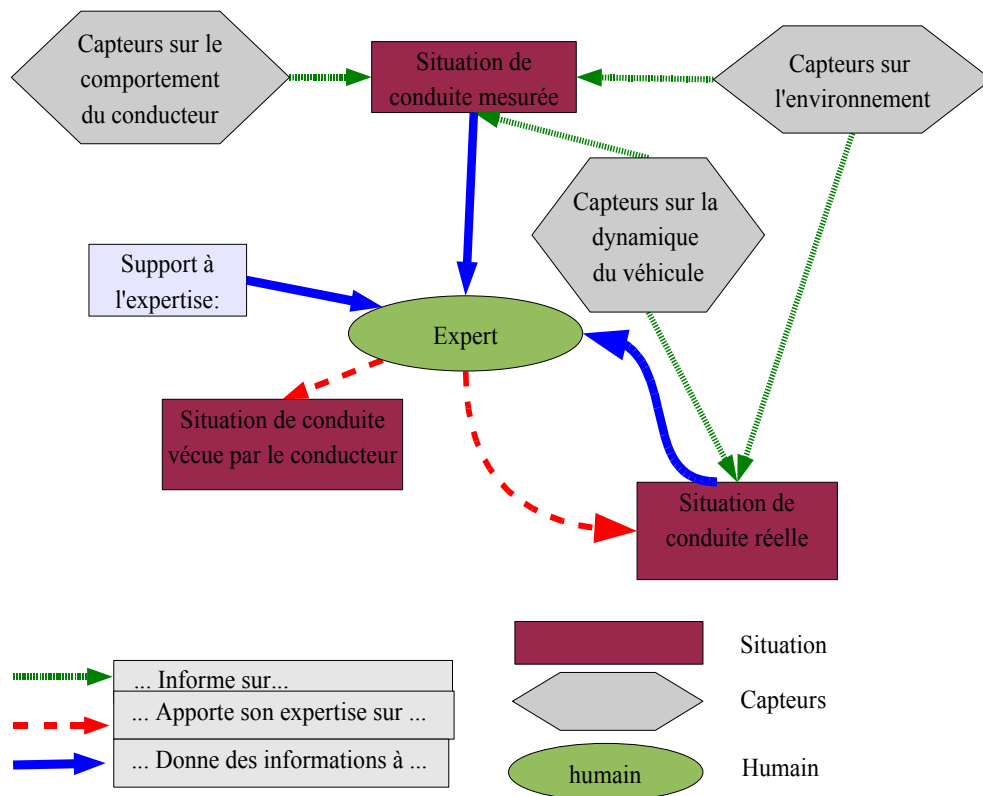 Capteurs sur le
comportement
du conducteur
Situation de
conduite mesurée
Capteurs sur
l'environnement
Capteurs sur la
dynamique
du véhicule
Support à
l'expertise:
Expert
Situation de conduite
vécue par le conducteur
Situation de
conduite réelle
... Informe sur...
... Apporte son expertise sur ...
... Donne des informations à ...
Situation
Capteurs
humain
Humain